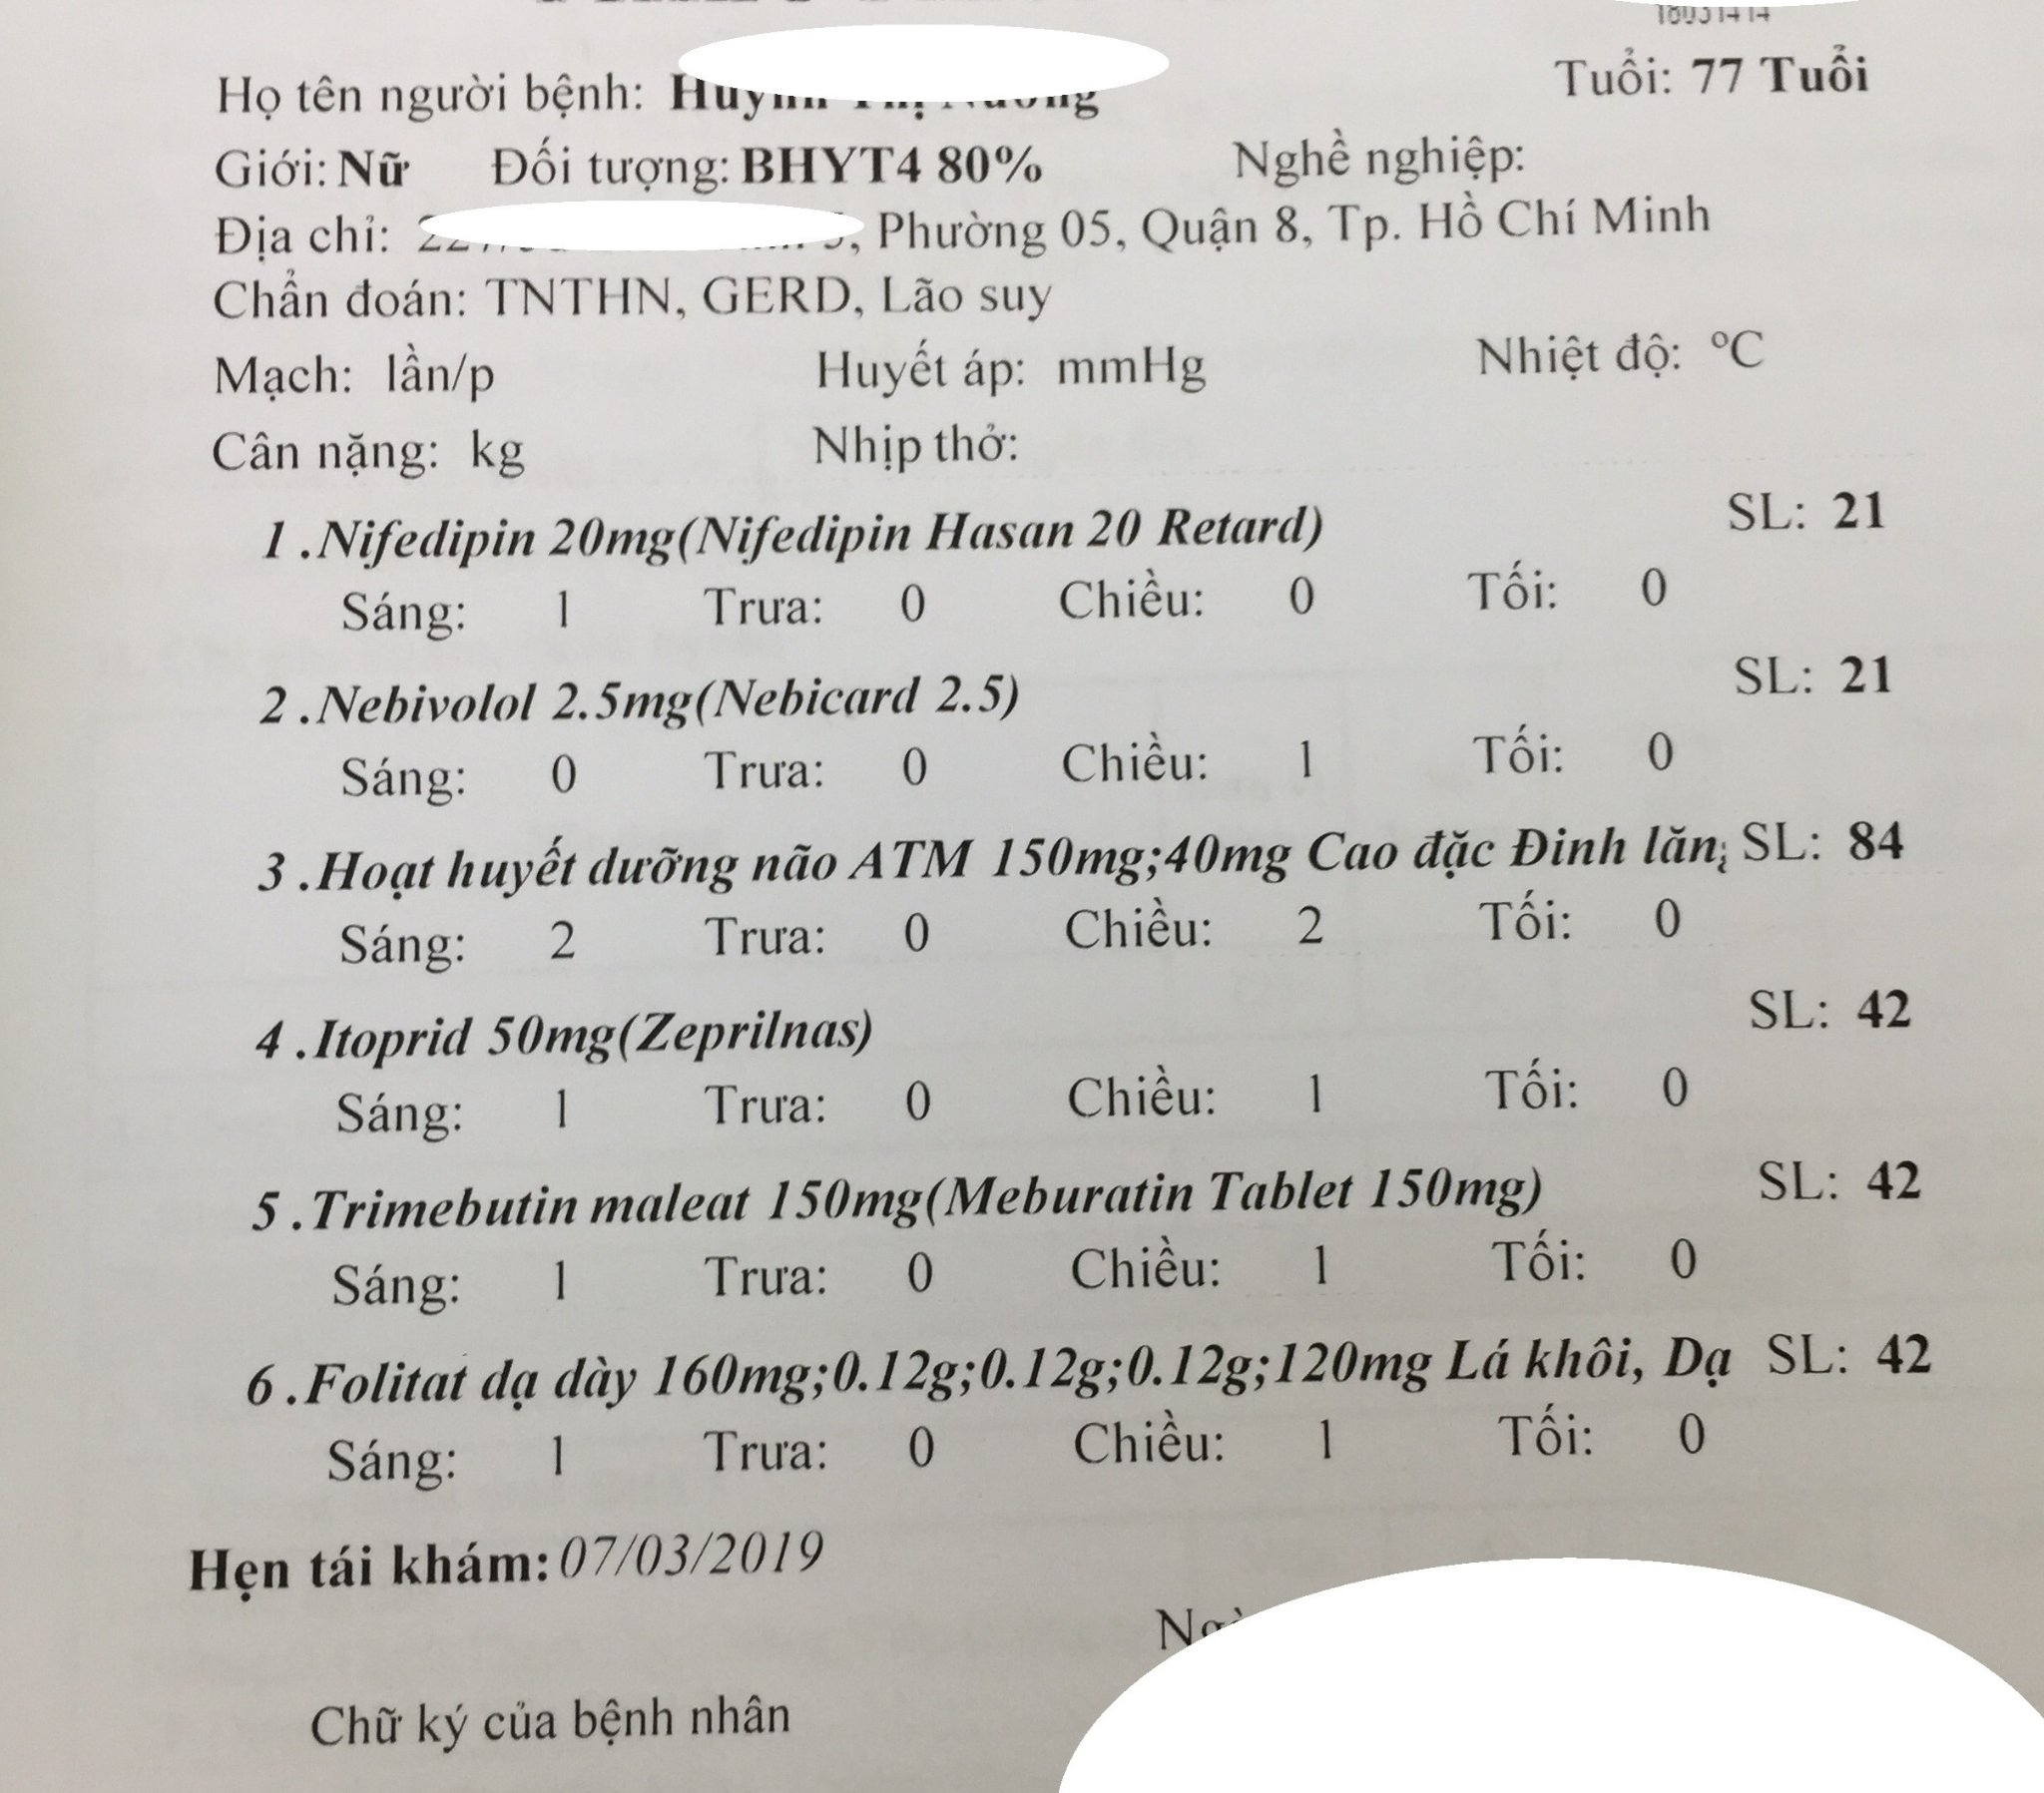 Họ tên người bệnh:
Tuổi: 77 Tuổi
Giới: Nữ Đối tượng: BHYT4 80% Nghề nghiệp:
Địa chỉ: , Phường 05, Quận 8, Tp. Hồ Chí Minh
Chẩn đoán: TNTHN, GERD, Lão suy
Mạch: lần/p Huyết áp: mmHg Nhiệt độ: °C
Cân nặng: kg Nhịp thở:
1 .Nifedipin 20mg(Nifedipin Hasan 20 Retard) SL: 21
Sáng: 1 Trưa: 0 Chiều: 0 Tối: 0
2 .Nebivolol 2.5mg(Nebicard 2.5) SL: 21
Sáng: 0 Trưa: 0 Chiều: 1 Tối: 0
3 .Hoạt huyết dưỡng não ATM 150mg;40mg Cao đặc Đinh lăn SL: 84
Sáng: 2 Trưa: 0 Chiều: 2 Tối: 0
4 .Itoprid 50mg(Zeprilnas) SL: 42
Sáng: 1 Trưa: 0 Chiều: 1 Tối: 0
5 .Trimebutin maleat 150mg(Meburatin Tablet 150mg) SL: 42
Sáng: 1 Trưa: 0 Chiều: 1 Tối: 0
6 .Folitat dạ dày 160mg;0.12g;0.12g;0.12g;120mg Lá khôi, Dạ SL: 42
Sáng: 1 Trưa: 0 Chiều: 1 Tối: 0
Hẹn tái khám: 07/03/2019
Chữ ký của bệnh nhân